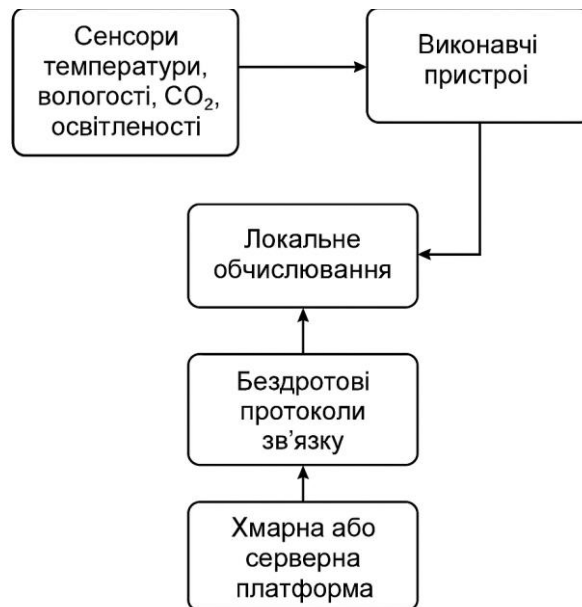 Сенсори
температури,
вологості, CO₂,
освітленості
Виконавчі
пристрої
Локальне
обчислювання
Бездротові
протоколи
зв'язку
Хмарна або
серверна
платформа